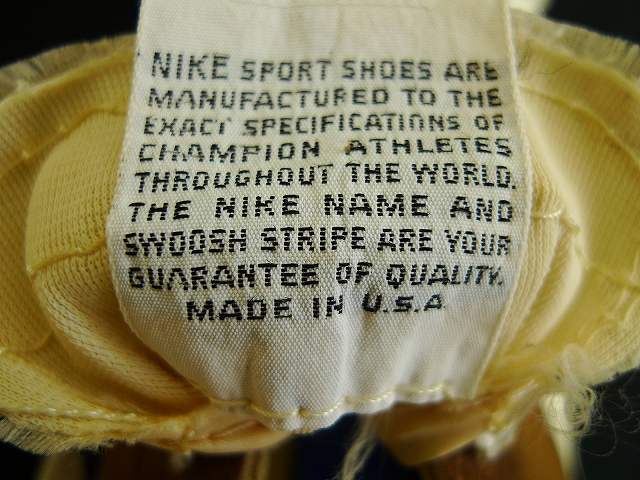 NIKE SPORT SHOES ARE
MANUFACTURED TO THE
EXACT SPECIFICATIONS OF
CHAMPION ATHLETES
THROUGHOUT THE WORLD.
THE NIKE NAME AND
SWOOSH STRIPE ARE YOUR
GUARANTEE OF QUALITY.
MADE IN U.S.A